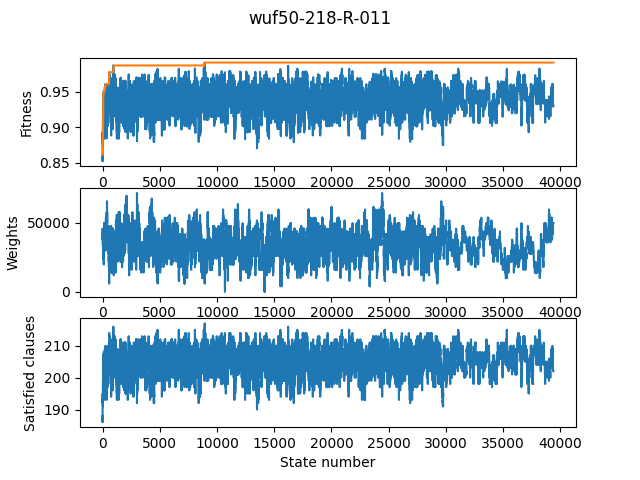 wuf50-218-R-011
Fitness
0.95
0.90
0.85
0 5000 10000 15000 20000 25000 30000 35000 40000
Weights
50000
0
0 5000 10000 15000 20000 25000 30000 35000 40000
Satisfied clauses
210
200
190
0 5000 10000 15000 20000 25000 30000 35000 40000
State number